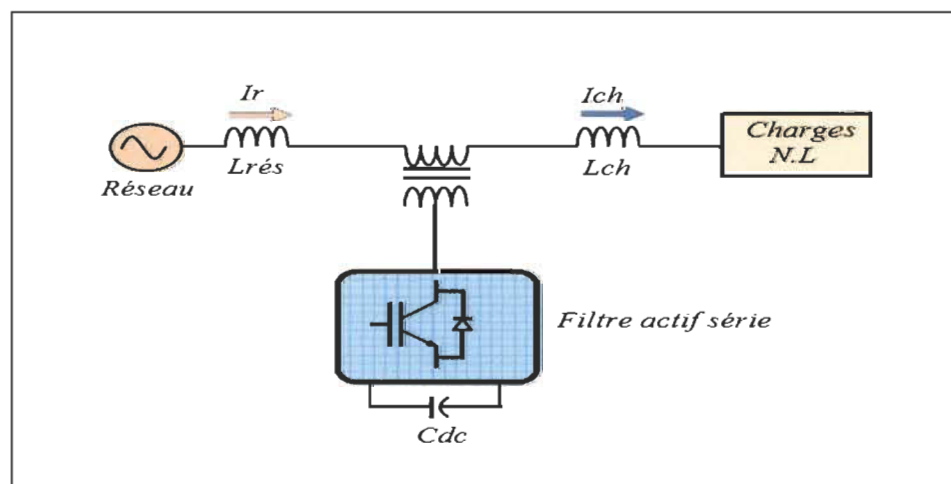 Ir
Ich
Réseau
Lrés
Lch
Charges
N.L
Filtre actif série
Cdc